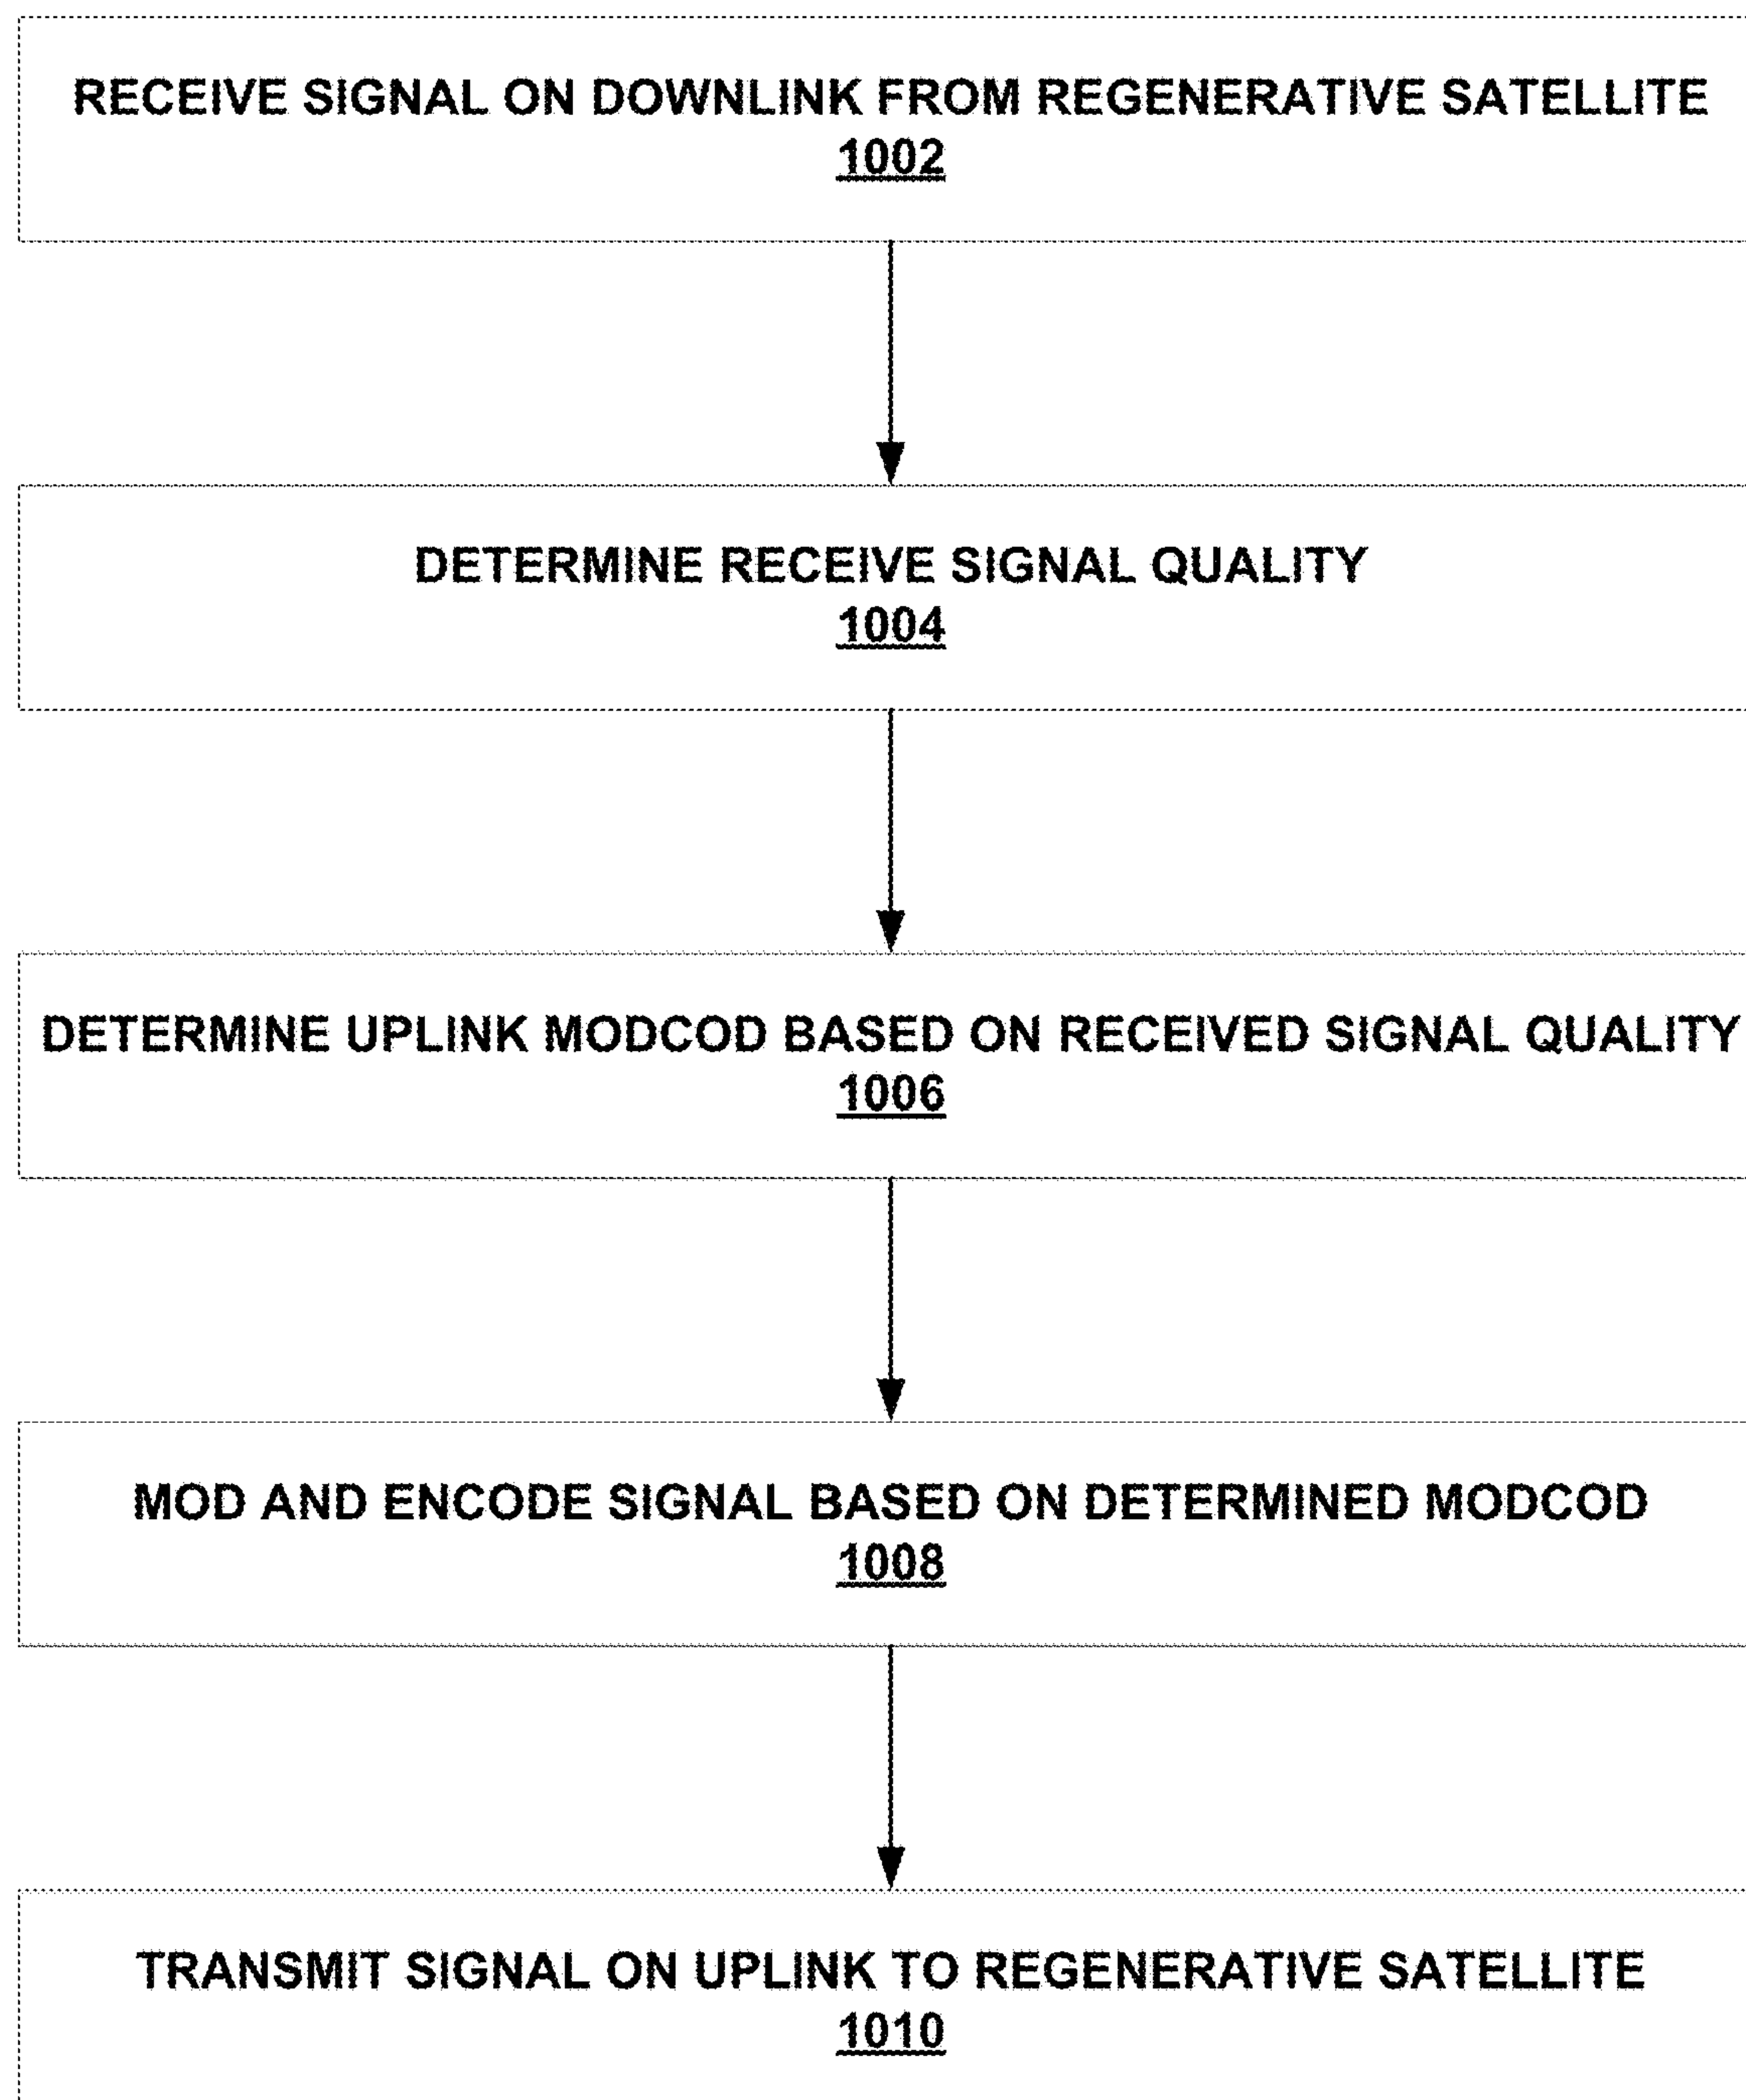 RECEIVE SIGNAL ON DOWNLINK FROM REGENERATIVE SATELLITE
1002
DETERMINE RECEIVE SIGNAL QUALITY
1004
DETERMINE UPLINK MODCOD BASED ON RECEIVED SIGNAL QUALITY
1006
MOD AND ENCODE SIGNAL BASED ON DETERMINED MODCOD
1008
TRANSMIT SIGNAL ON UPLINK TO REGENERATIVE SATELLITE
1010